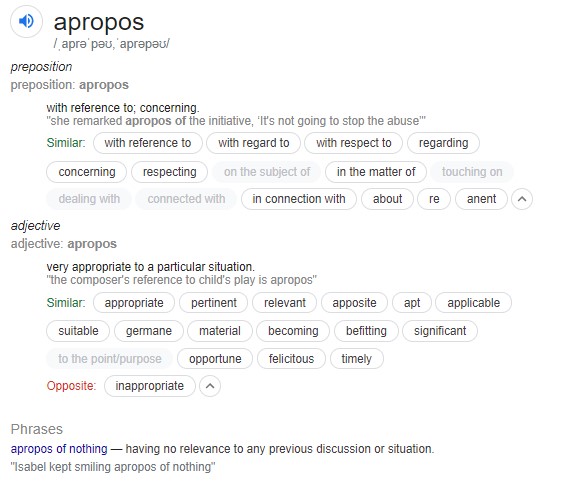 apropos
/ˌaprəˈpəʊ,ˈaprəpəʊ/
preposition
preposition: apropos
with reference to; concerning.
"she remarked apropos of the initiative, ‘It's not going to stop the abuse’"
Similar: with reference to with regard to with respect to regarding
concerning respecting on the subject of in the matter of touching on
dealing with connected with in connection with about re anent
adjective
adjective: apropos
very appropriate to a particular situation.
"the composer's reference to child's play is apropos"
Similar: appropriate pertinent relevant apposite apt applicable
suitable germane material becoming befitting significant
to the point/purpose opportune felicitous timely
Opposite: inappropriate
Phrases
apropos of nothing — having no relevance to any previous discussion or situation.
"Isabel kept smiling apropos of nothing"